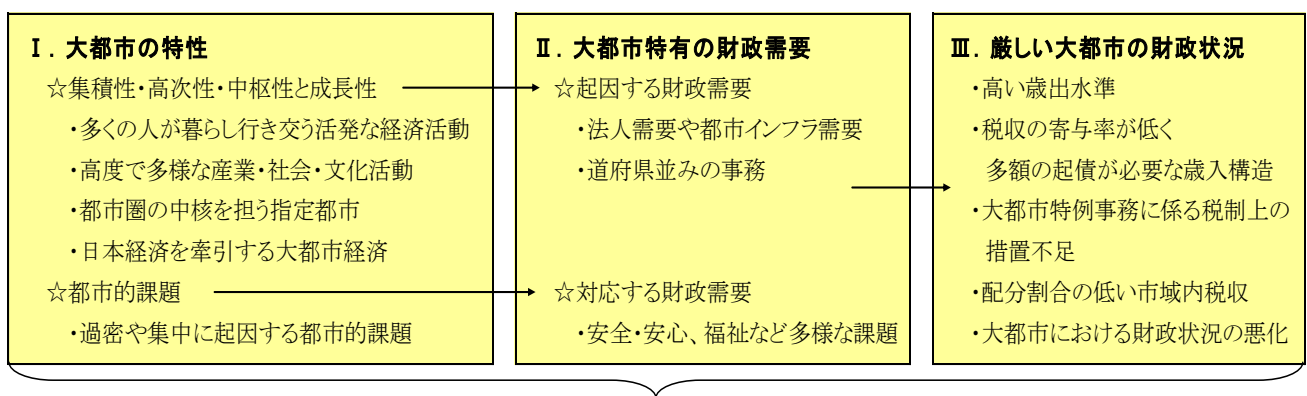 Ⅰ．大都市の特性
☆集積性・高次性・中枢性と成長性
・多くの人が暮らし行き交う活発な経済活動
・高度で多様な産業・社会・文化活動
・都市圏の中核を担う指定都市
・日本経済を牽引する大都市経済
☆都市的課題
・過密や集中に起因する都市的課題
Ⅱ．大都市特有の財政需要
☆起因する財政需要
・法人需要や都市インフラ需要
・道府県並みの事務
☆対応する財政需要
・安全・安心、福祉など多様な課題
Ⅲ．厳しい大都市の財政状況
・高い歳出水準
・税収の寄与率が低く
多額の起債が必要な歳入構造
・大都市特例事務に係る税制上の
措置不足
・配分割合の低い市域内税収
・大都市における財政状況の悪化